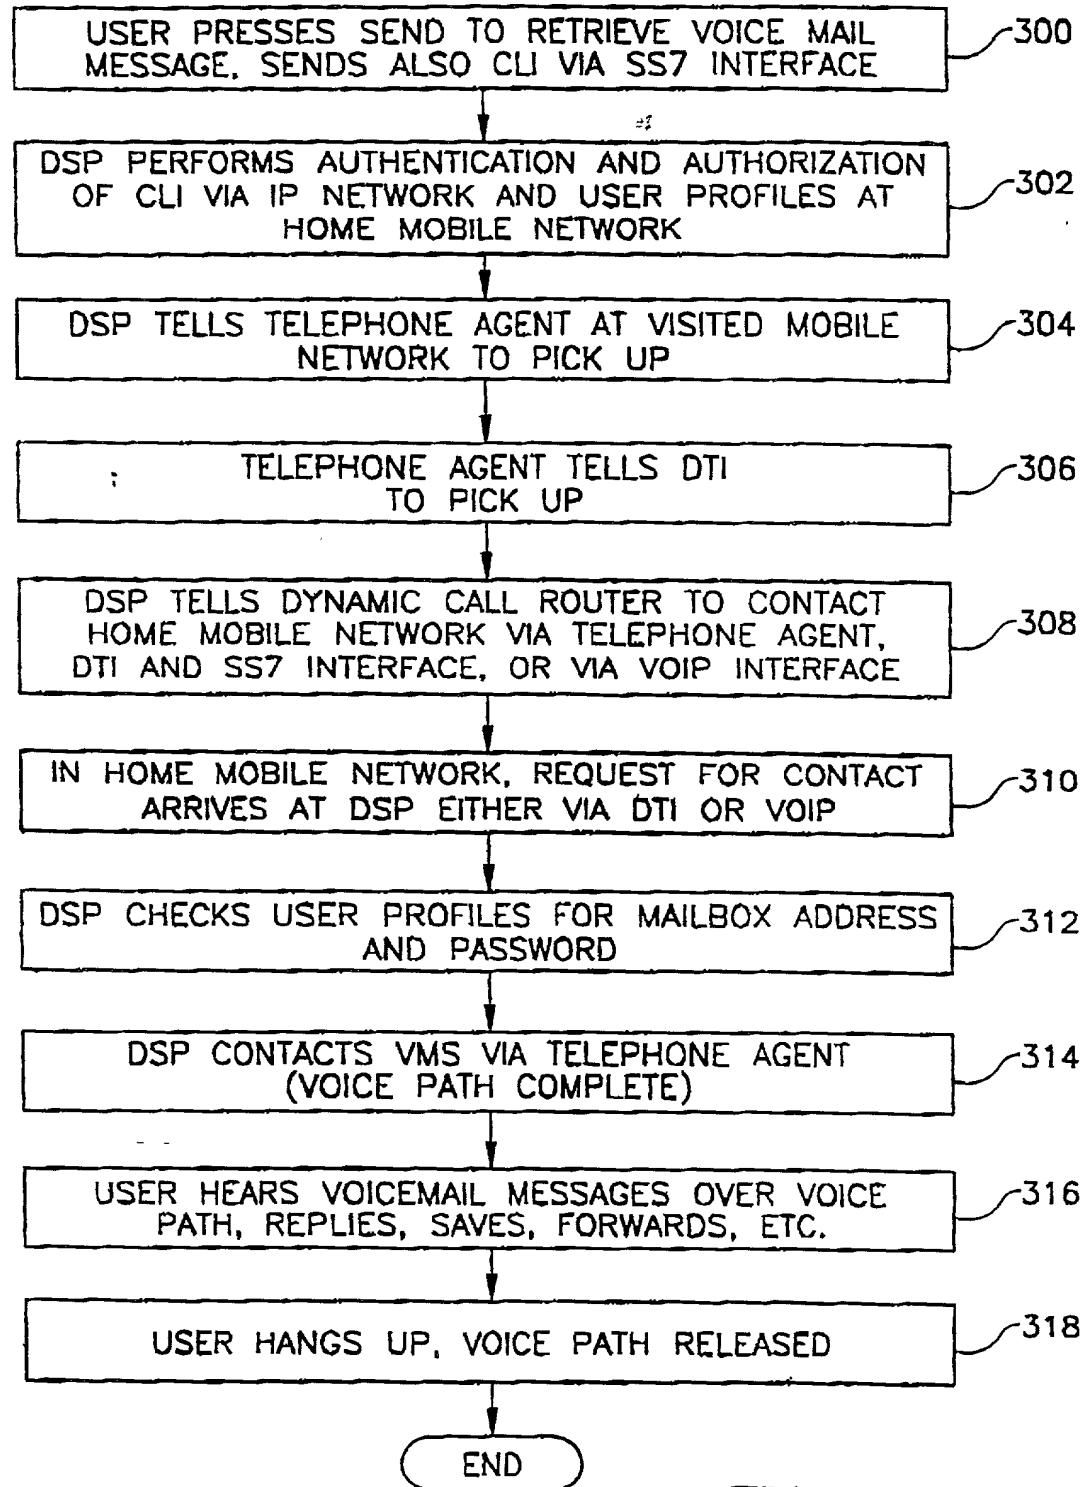 USER PRESSES SEND TO RETRIEVE VOICE MAIL
MESSAGE, SENDS ALSO CLI VIA SS7 INTERFACE
300
DSP PERFORMS AUTHENTICATION AND AUTHORIZATION
OF CLI VIA IP NETWORK AND USER PROFILES AT
HOME MOBILE NETWORK
302
DSP TELLS TELEPHONE AGENT AT VISITED MOBILE
NETWORK TO PICK UP
304
TELEPHONE AGENT TELLS DTI
TO PICK UP
306
DSP TELLS DYNAMIC CALL ROUTER TO CONTACT
HOME MOBILE NETWORK VIA TELEPHONE AGENT,
DTI AND SS7 INTERFACE, OR VIA VOIP INTERFACE
308
IN HOME MOBILE NETWORK, REQUEST FOR CONTACT
ARRIVES AT DSP EITHER VIA DTI OR VOIP
310
DSP CHECKS USER PROFILES FOR MAILBOX ADDRESS
AND PASSWORD
312
DSP CONTACTS VMS VIA TELEPHONE AGENT
(VOICE PATH COMPLETE)
314
USER HEARS VOICEMAIL MESSAGES OVER VOICE
PATH, REPLIES, SAVES, FORWARDS, ETC.
316
USER HANGS UP, VOICE PATH RELEASED
318
END